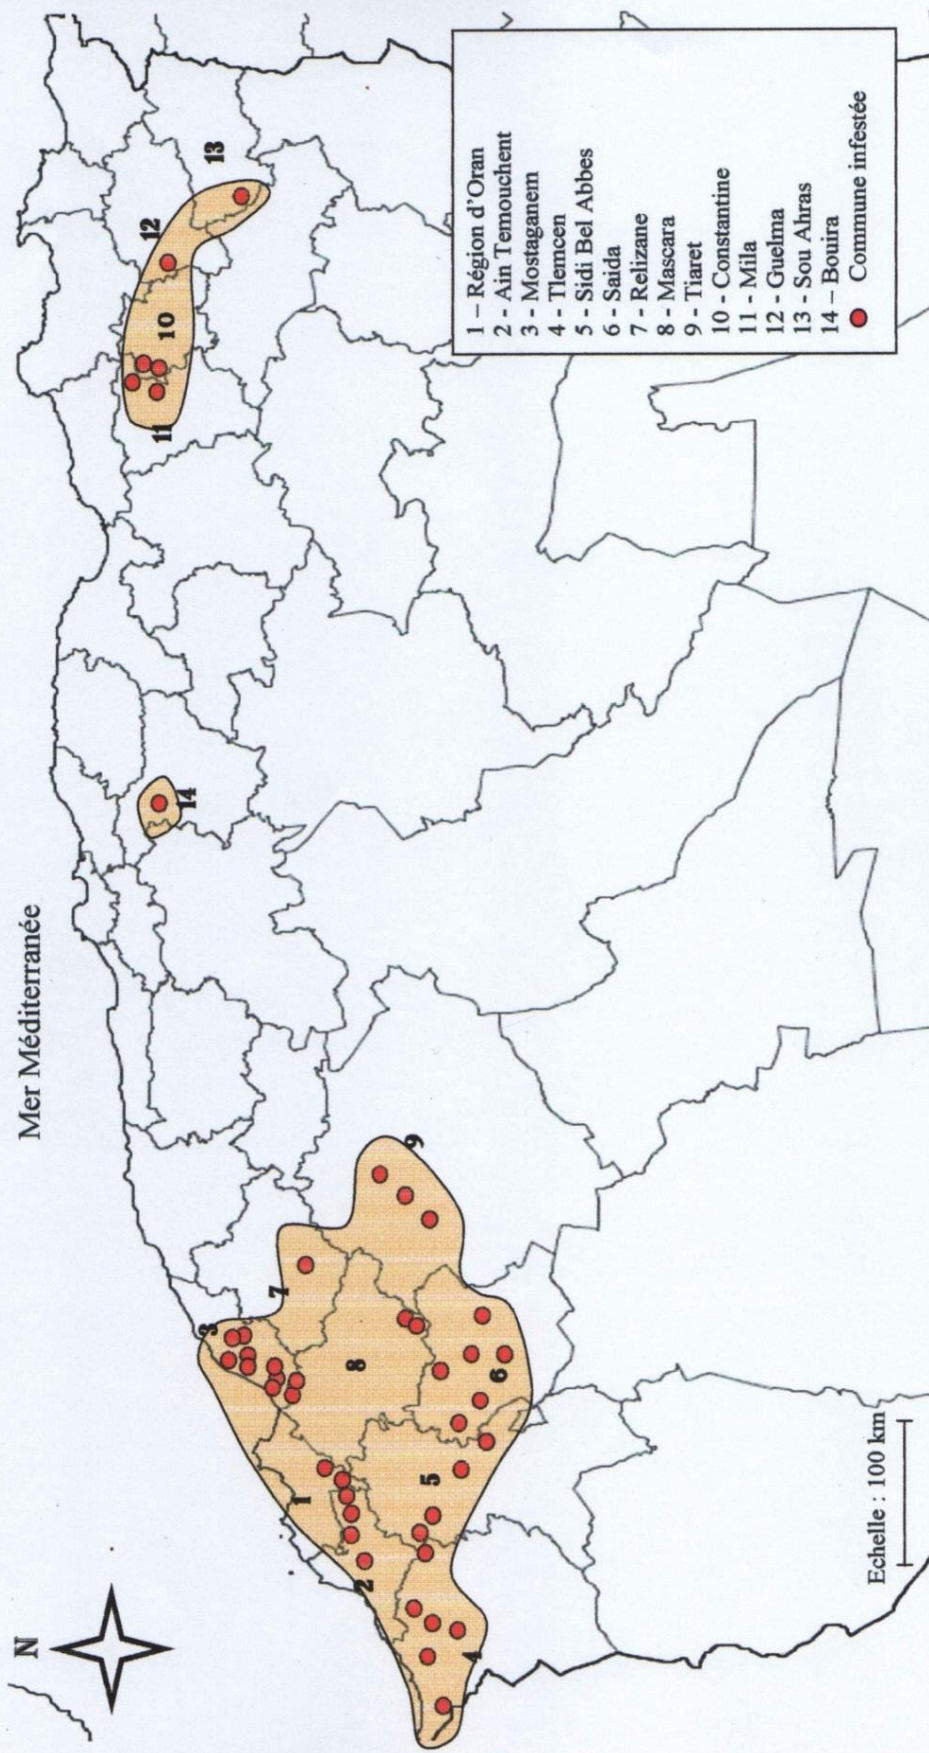 N
Mer Méditerranée
1
2
3
4
5
6
7
8
9
10
11
12
13
14
Echelle : 100 km
1 – Région d'Oran
2 - Ain Temouchent
3 - Mostaganem
4 - Tlemcen
5 - Sidi Bel Abbes
6 - Saida
7 - Relizane
8 - Mascara
9 - Tiaret
10 - Constantine
11 - Mila
12 - Guelma
13 - Sou Ahras
14 – Bouira
Commune infestée